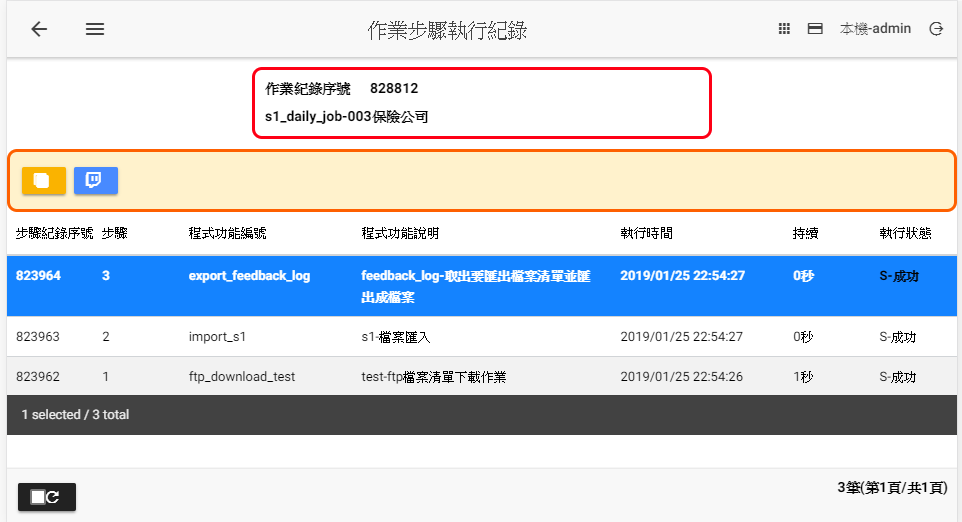 作業步驟執行紀錄
本機-admin
作業紀錄序號 828812
s1_daily_job-003保險公司
步驟紀錄序號 步驟 程式功能編號 程式功能說明 執行時間 持續 執行狀態
823964 3 export_feedback_log feedback_log-取出要匯出檔案清單並匯 2019/01/25 22:54:27 0秒 S-成功
出成檔案
823963 2 import_s1 s1-檔案匯入 2019/01/25 22:54:27 0秒 S-成功
823962 1 ftp_download_test test-ftp檔案清單下載作業 2019/01/25 22:54:26 1秒 S-成功
1 selected / 3 total
3筆(第1頁/共1頁)